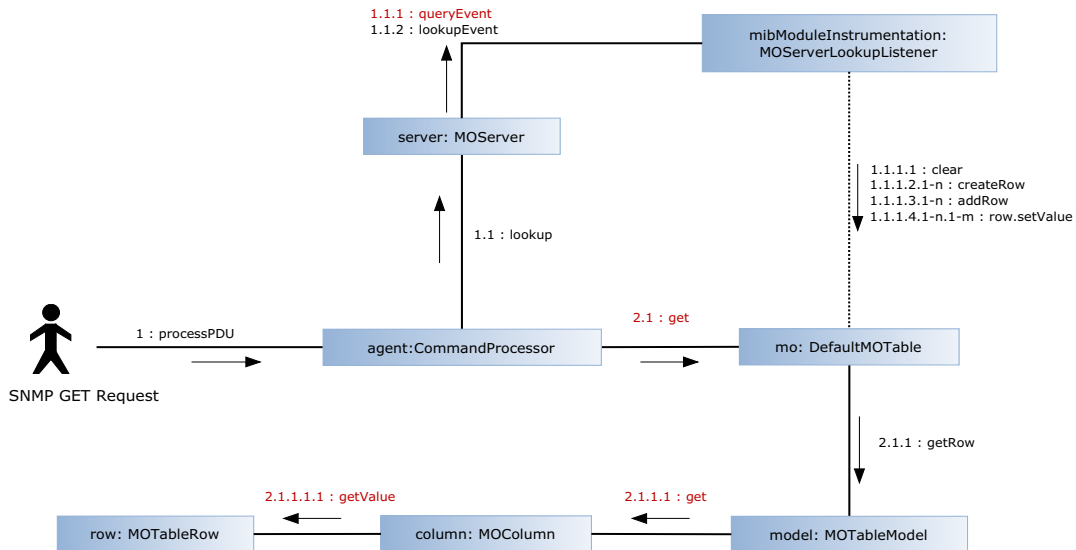 1.1.1 : queryEvent
1.1.2 : lookupEvent
mibModuleInstrumentation:
MOServerLookupListener
server: MOServer
1.1.1.1 : clear
1.1.1.2.1-n : createRow
1.1.1.3.1-n : addRow
1.1.1.4.1-n.1-m : row.setValue
1.1 : lookup
1 : processPDU
agent:CommandProcessor
2.1 : get
mo: DefaultMOTable
SNMP GET Request
2.1.1 : getRow
2.1.1.1.1 : getValue
2.1.1.1 : get
row: MOTableRow
column: MOColumn
model: MOTableModel